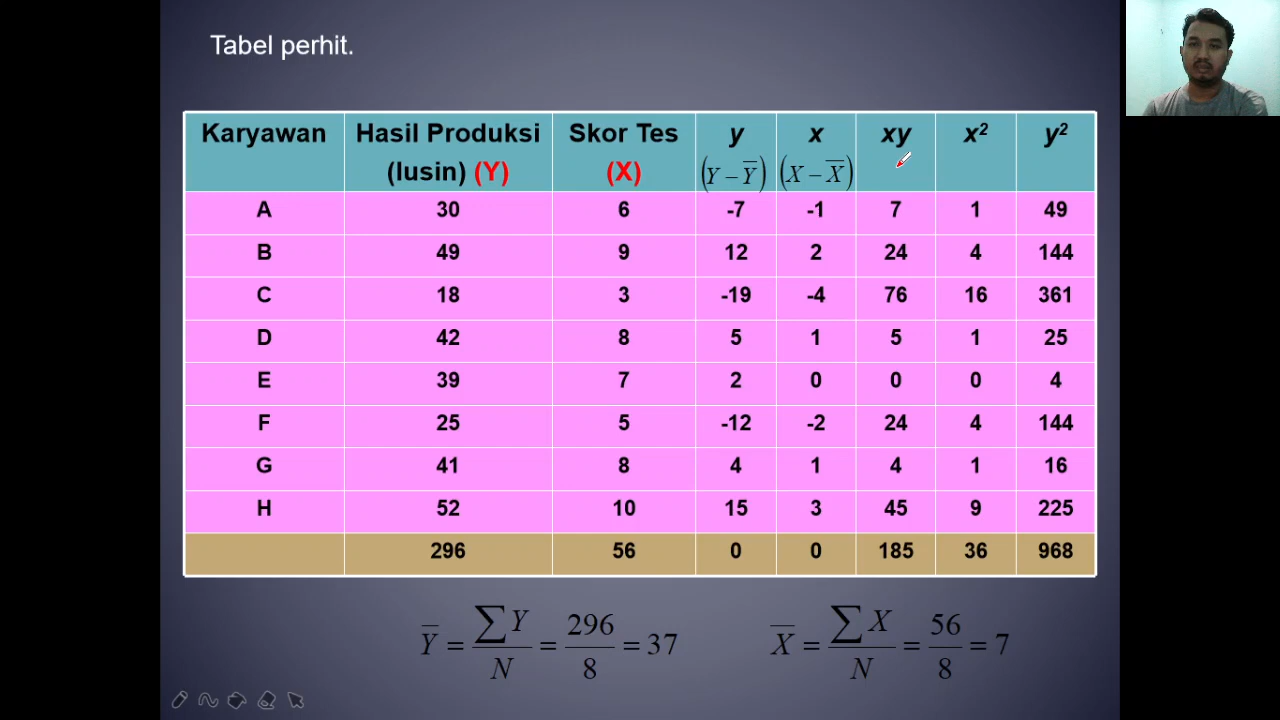 Tabel perhit.
Karyawan Hasil Produksi (lusin) (Y) Skor Tes (X) y (Y – Y̅) x (X – X̅) xy x² y²
A 30 6 -7 -1 7 1 49
B 49 9 12 2 24 4 144
C 18 3 -19 -4 76 16 361
D 42 8 5 1 5 1 25
E 39 7 2 0 0 0 4
F 25 5 -12 -2 24 4 144
G 41 8 4 1 4 1 16
H 52 10 15 3 45 9 225
296 56 0 0 185 36 968
Y̅ = ∑Y / N = 296 / 8 = 37
X̅ = ∑X / N = 56 / 8 = 7